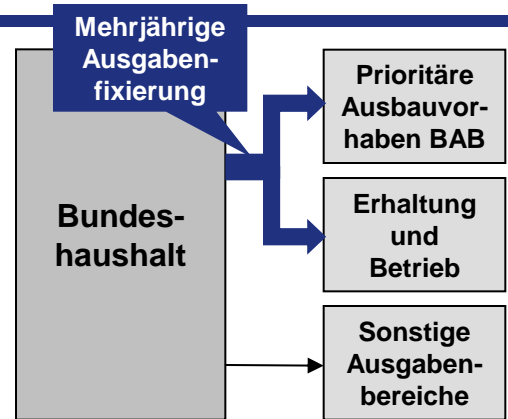 Mehrjährige
Ausgaben-
fixierung
Bundes-
haushalt
Prioritäre
Ausbauvor-
haben BAB
Erhaltung
und
Betrieb
Sonstige
Ausgaben-
bereiche